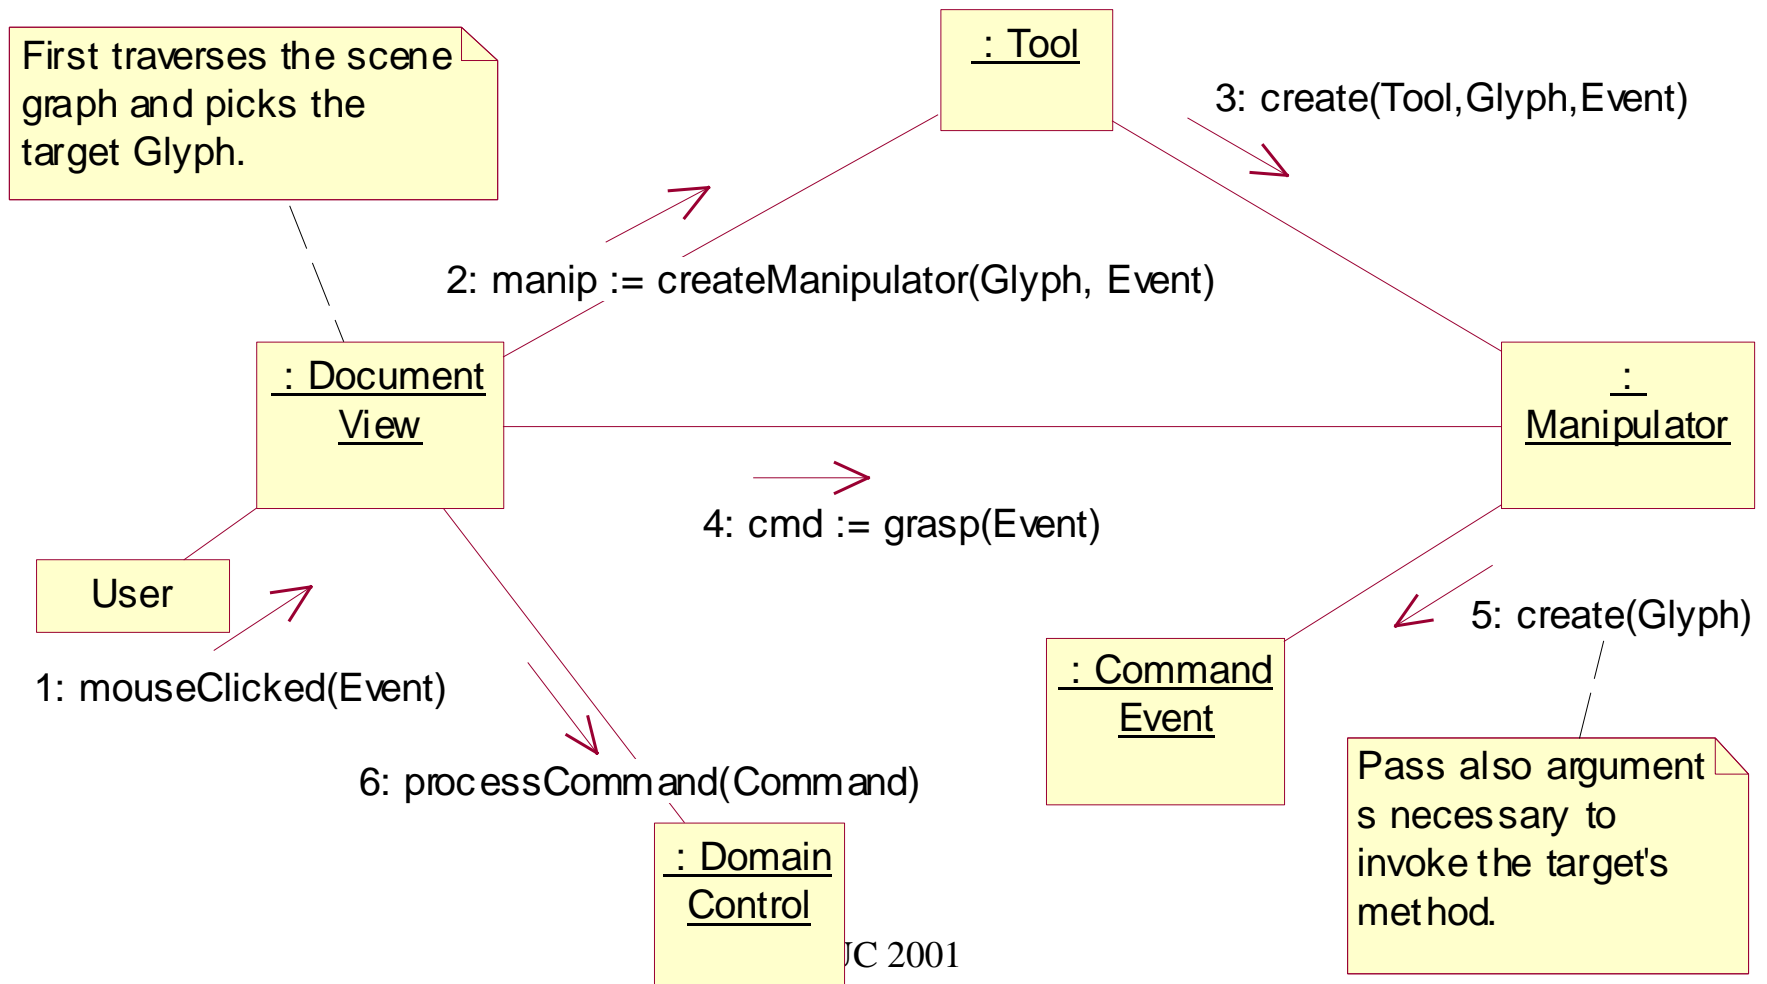 First traverses the scene
graph and picks the
target Glyph.
: Tool
3: create(Tool,Glyph,Event)
2: manip := createManipulator(Glyph, Event)
: Document
View
:
Manipulator
4: cmd := grasp(Event)
User
1: mouseClicked(Event)
5: create(Glyph)
: Command
Event
6: processCommand(Command)
Pass also argument
s necessary to
invoke the target's
method.
: Domain
Control
2001